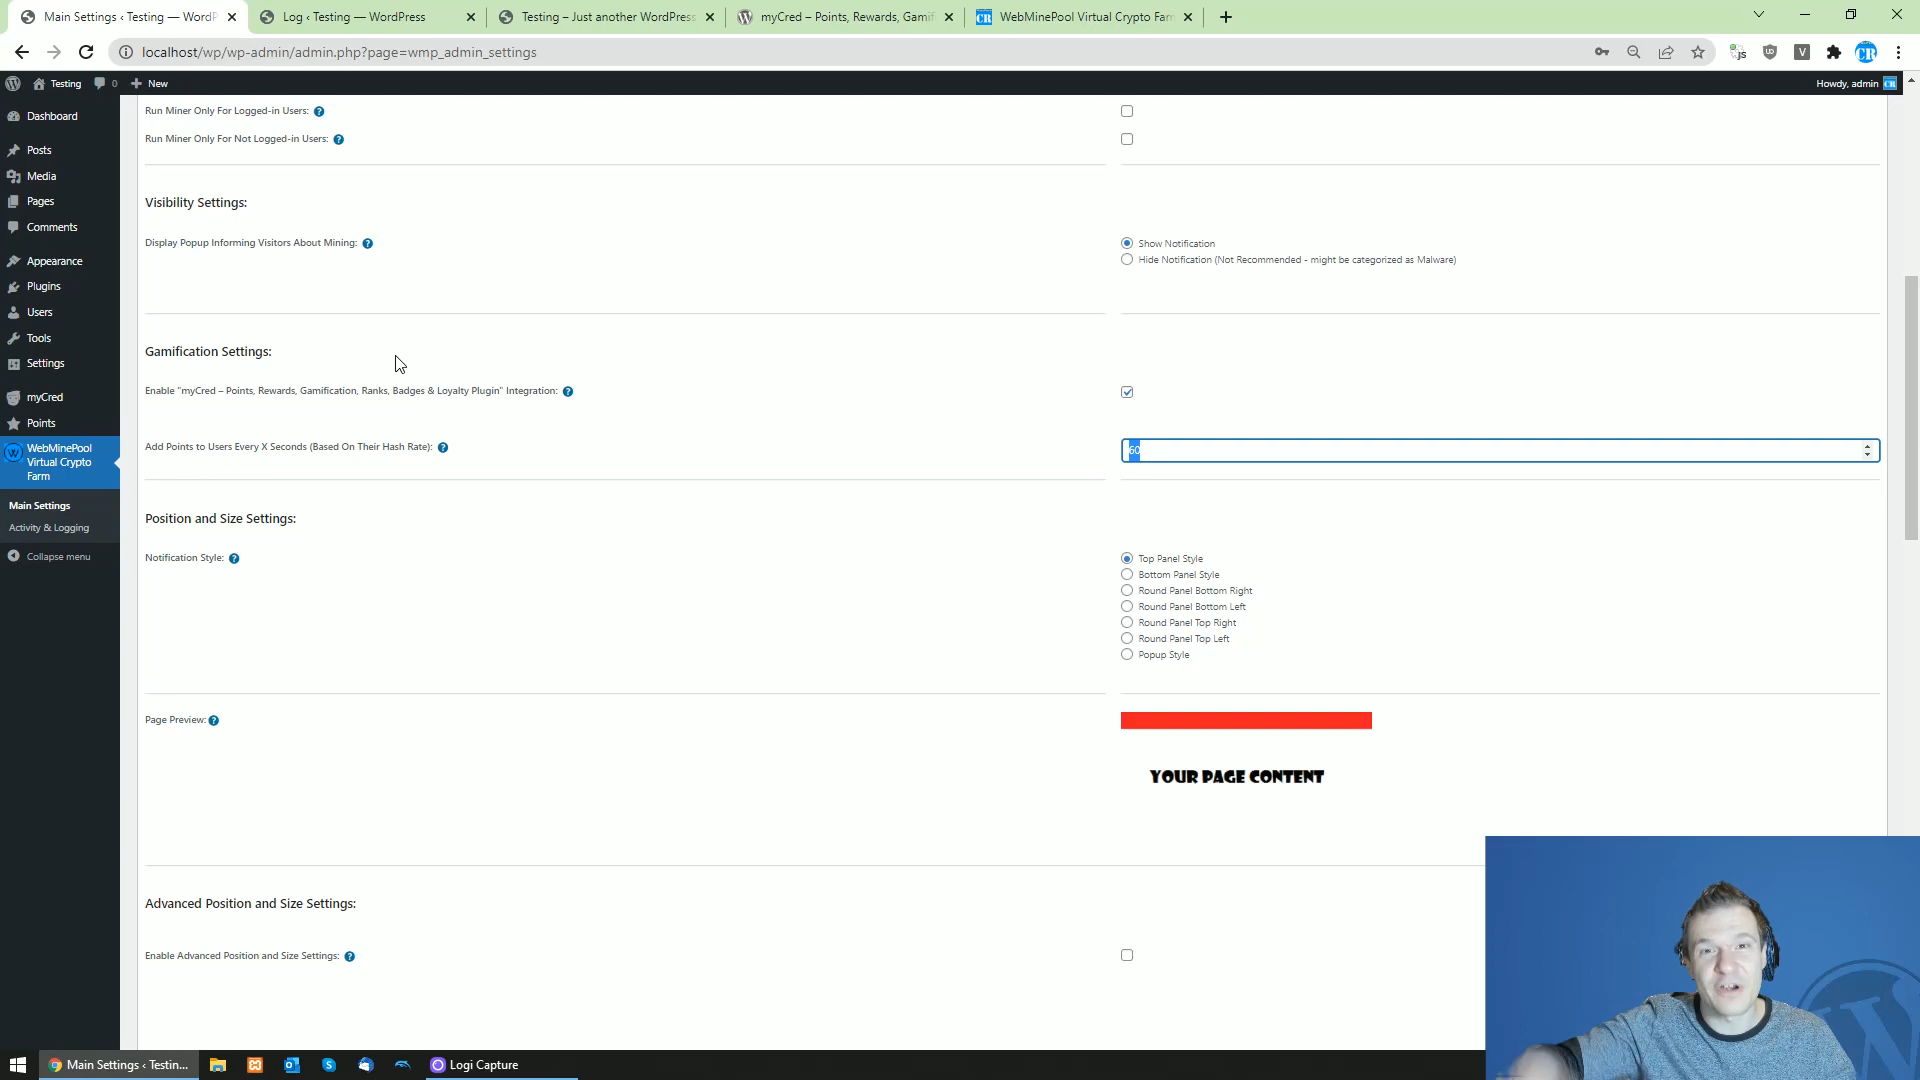 Main Settings ‹ Testing — WordP
Log ‹ Testing — WordPress
Testing – Just another WordPress
myCred – Points, Rewards, Gamif
WebMinePool Virtual Crypto Farm
localhost/wp/wp-admin/admin.php?page=wmp_admin_settings
Testing
0
New
Howdy, admin
Dashboard
Posts
Media
Pages
Comments
Appearance
Plugins
Users
Tools
Settings
myCred
Points
WebMinePool
Virtual Crypto
Farm
Main Settings
Activity & Logging
Collapse menu
Run Miner Only For Logged-in Users:
Run Miner Only For Not Logged-in Users:
Visibility Settings:
Display Popup Informing Visitors About Mining:
Show Notification
Hide Notification (Not Recommended - might be categorized as Malware)
Gamification Settings:
Enable "myCred – Points, Rewards, Gamification, Ranks, Badges & Loyalty Plugin" Integration:
Add Points to Users Every X Seconds (Based On Their Hash Rate):
60
Position and Size Settings:
Notification Style:
Top Panel Style
Bottom Panel Style
Round Panel Bottom Right
Round Panel Bottom Left
Round Panel Top Right
Round Panel Top Left
Popup Style
Page Preview:
YOUR PAGE CONTENT
Advanced Position and Size Settings:
Enable Advanced Position and Size Settings:
Main Settings ‹ Testin...
Logi Capture